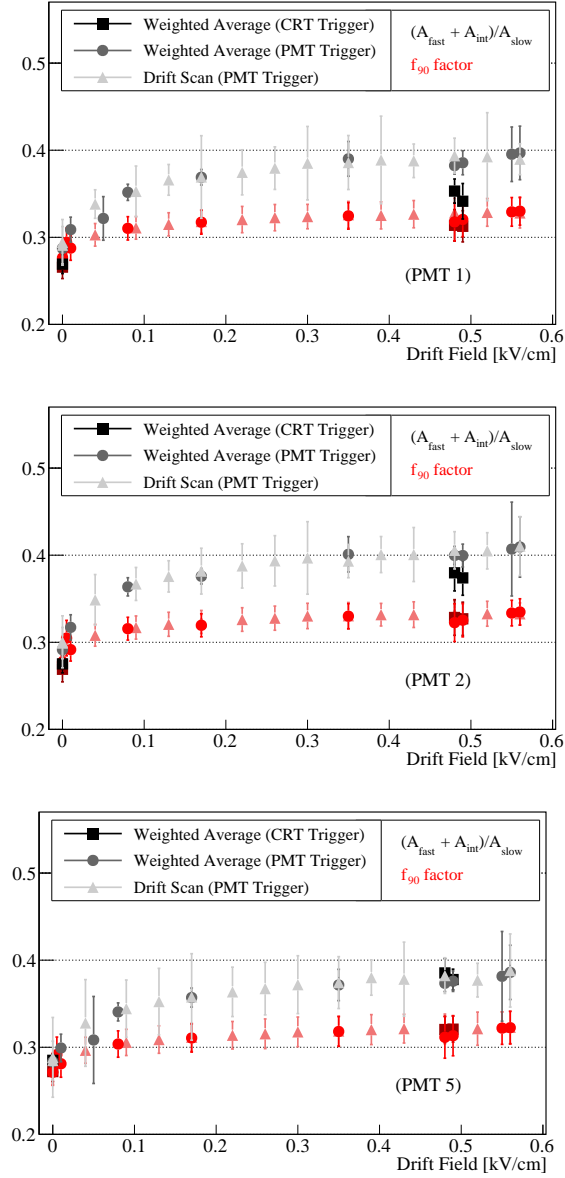 Weighted Average (CRT Trigger)
Weighted Average (PMT Trigger)
Drift Scan (PMT Trigger)
(A_fast + A_int)/A_slow
f_90 factor
0.5
0.4
0.3
0.2
(PMT 1)
0 0.1 0.2 0.3 0.4 0.5 0.6
Drift Field [kV/cm]
Weighted Average (CRT Trigger)
Weighted Average (PMT Trigger)
Drift Scan (PMT Trigger)
(A_fast + A_int)/A_slow
f_90 factor
0.5
0.4
0.3
0.2
(PMT 2)
0 0.1 0.2 0.3 0.4 0.5 0.6
Drift Field [kV/cm]
Weighted Average (CRT Trigger)
Weighted Average (PMT Trigger)
Drift Scan (PMT Trigger)
(A_fast + A_int)/A_slow
f_90 factor
0.5
0.4
0.3
0.2
(PMT 5)
0 0.1 0.2 0.3 0.4 0.5 0.6
Drift Field [kV/cm]